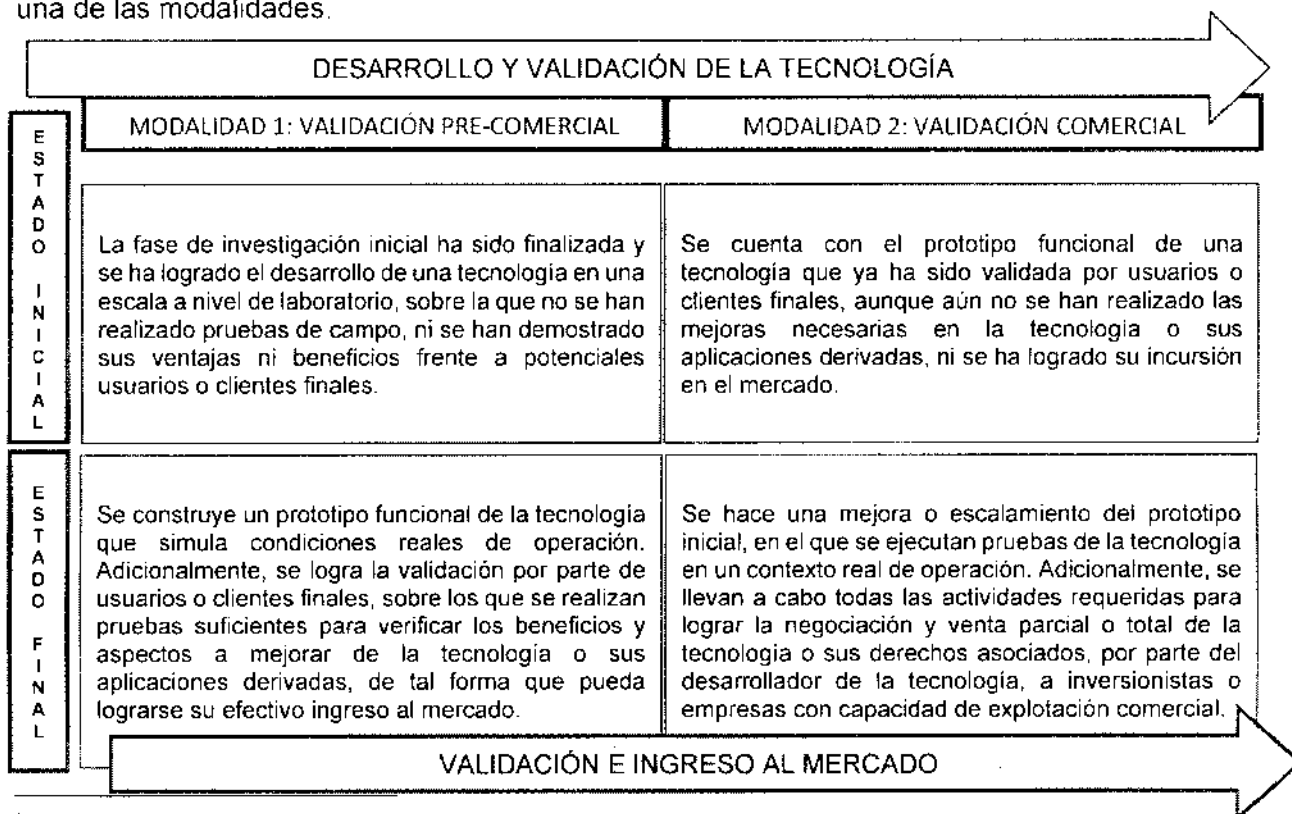 una de las modalidades.
DESARROLLO Y VALIDACIÓN DE LA TECNOLOGÍA
MODALIDAD 1: VALIDACIÓN PRE-COMERCIAL
MODALIDAD 2: VALIDACIÓN COMERCIAL
ESTADO INICIAL
La fase de investigación inicial ha sido finalizada y
se ha logrado el desarrollo de una tecnología en una
escala a nivel de laboratorio, sobre la que no se han
realizado pruebas de campo, ni se han demostrado
sus ventajas ni beneficios frente a potenciales
usuarios o clientes finales.
Se cuenta con el prototipo funcional de una
tecnología que ya ha sido validada por usuarios o
clientes finales, aunque aún no se han realizado las
mejoras necesarias en la tecnología o sus
aplicaciones derivadas, ni se ha logrado su incursión
en el mercado.
ESTADO FINAL
Se construye un prototipo funcional de la tecnología
que simula condiciones reales de operación.
Adicionalmente, se logra la validación por parte de
usuarios o clientes finales, sobre los que se realizan
pruebas suficientes para verificar los beneficios y
aspectos a mejorar de la tecnología o sus
aplicaciones derivadas, de tal forma que pueda
lograrse su efectivo ingreso al mercado.
Se hace una mejora o escalamiento del prototipo
inicial, en el que se ejecutan pruebas de la tecnología
en un contexto real de operación. Adicionalmente, se
llevan a cabo todas las actividades requeridas para
lograr la negociación y venta parcial o total de la
tecnología o sus derechos asociados, por parte del
desarrollador de la tecnología, a inversionistas o
empresas con capacidad de explotación comercial.
VALIDACIÓN E INGRESO AL MERCADO